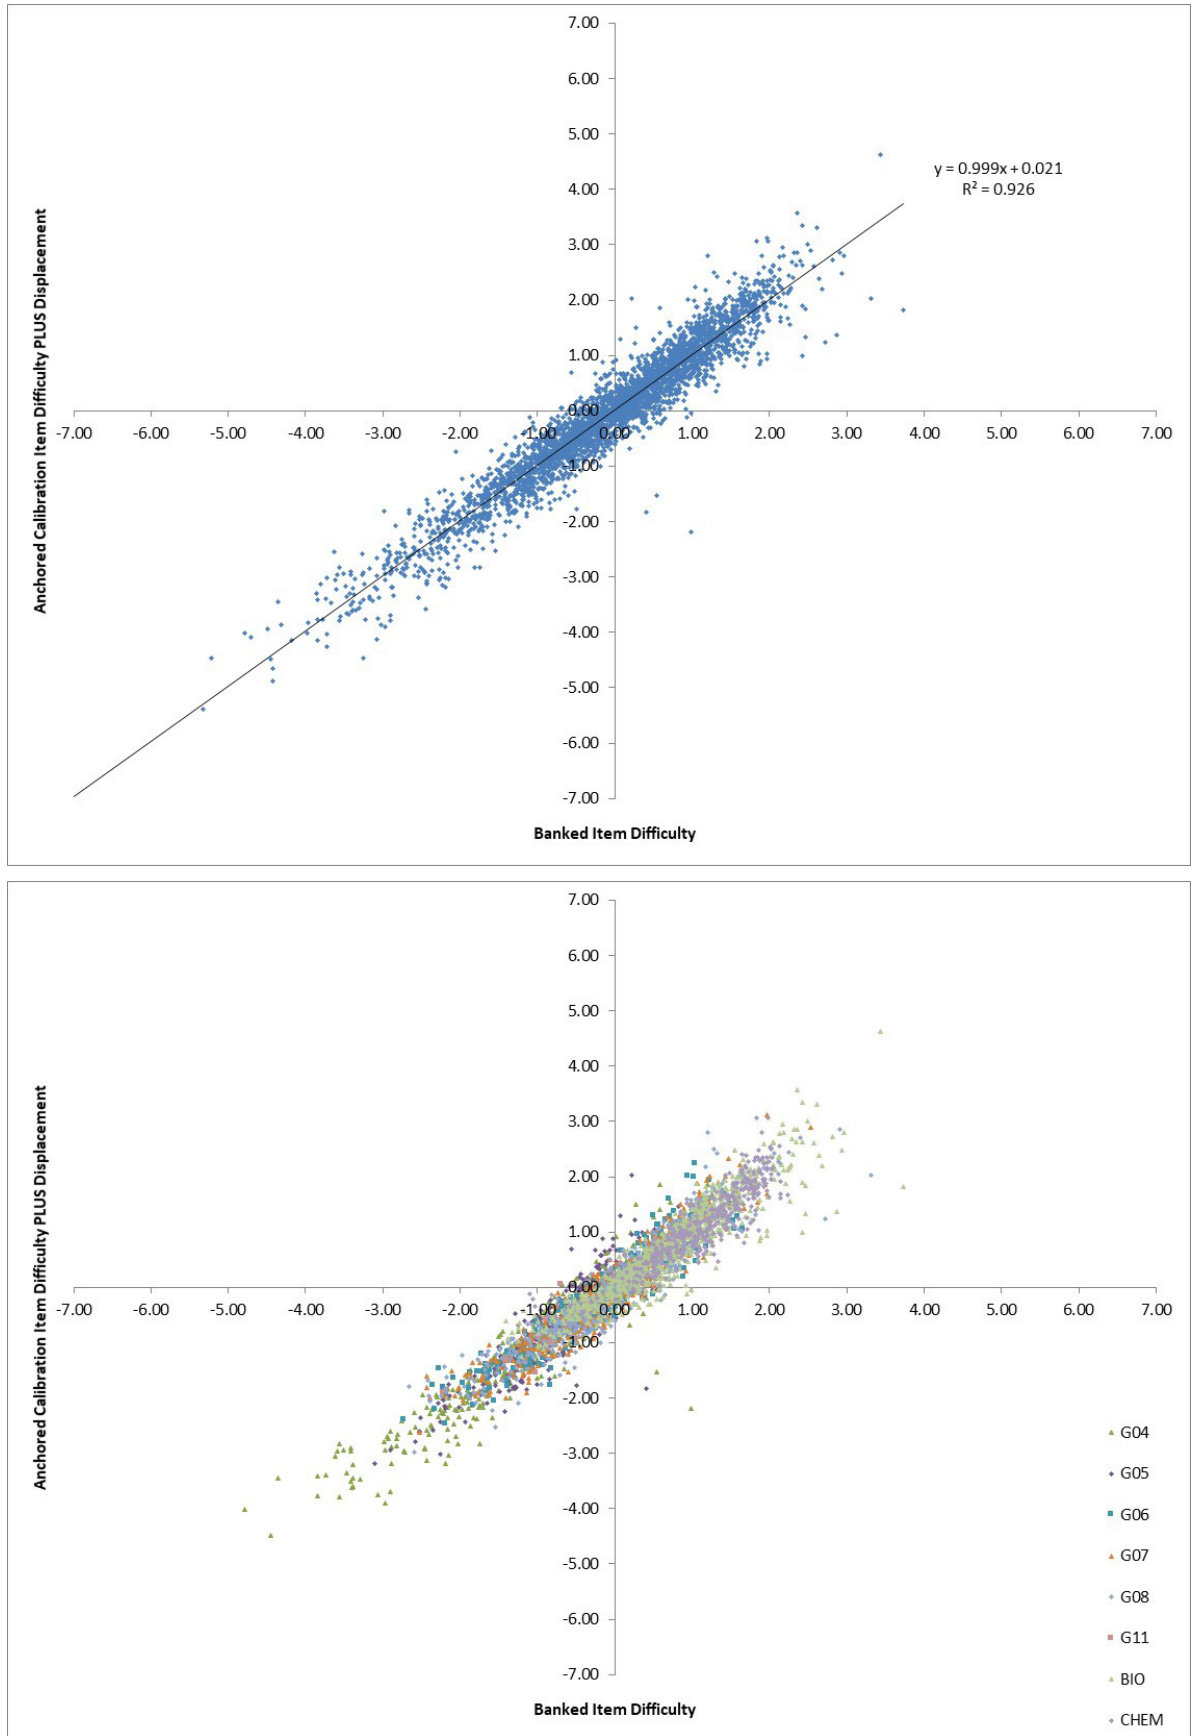 7.00
6.00
5.00
y = 0.999x + 0.021
R² = 0.926
4.00
3.00
2.00
1.00
0.00
-7.00 -6.00 -5.00 -4.00 -3.00 -2.00 -1.00 0.00 1.00 2.00 3.00 4.00 5.00 6.00 7.00
-1.00
-2.00
-3.00
-4.00
-5.00
-6.00
-7.00
Anchored Calibration Item Difficulty PLUS Displacement
Banked Item Difficulty
7.00
6.00
5.00
4.00
3.00
2.00
1.00
0.00
-7.00 -6.00 -5.00 -4.00 -3.00 -2.00 -1.00 0.00 1.00 2.00 3.00 4.00 5.00 6.00 7.00
-1.00
-2.00
-3.00
-4.00
-5.00
-6.00
-7.00
Anchored Calibration Item Difficulty PLUS Displacement
Banked Item Difficulty
G04
G05
G06
G07
G08
G11
BIO
CHEM